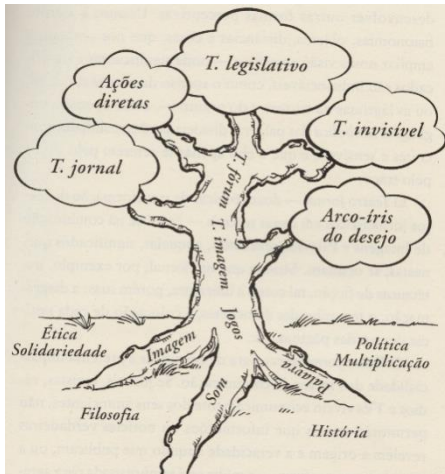 T. legislativo
Ações
diretas
T. invisível
T. jornal
Arco-íris
do desejo
T. fórum
T. imagem
Jogos
Ética
Solidariedade
Política
Multiplicação
Imagem
Som
Palavra
Filosofia
História